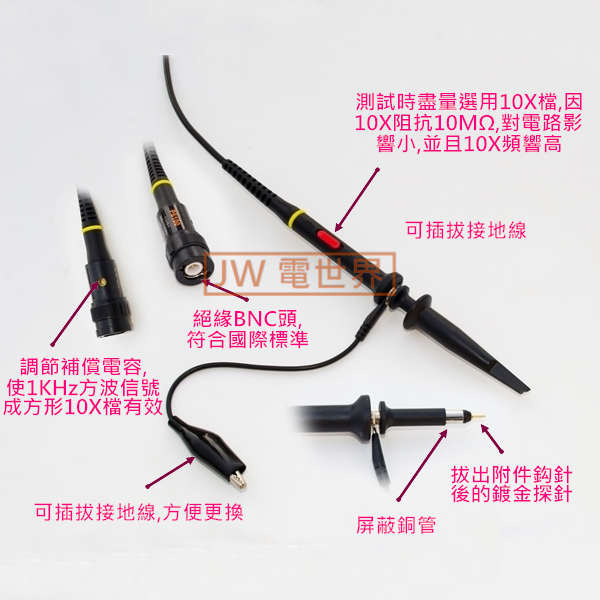 測試時盡量選用10X檔,因
10X阻抗10MΩ,對電路影
響小,並且10X頻響高
可插拔接地線
JW 電世界
絕緣BNC頭,
符合國際標準
調節補償電容,
使1KHz方波信號
成方形10X檔有效
拔出附件鈎針
後的鍍金探針
可插拔接地線,方便更換
屏蔽銅管